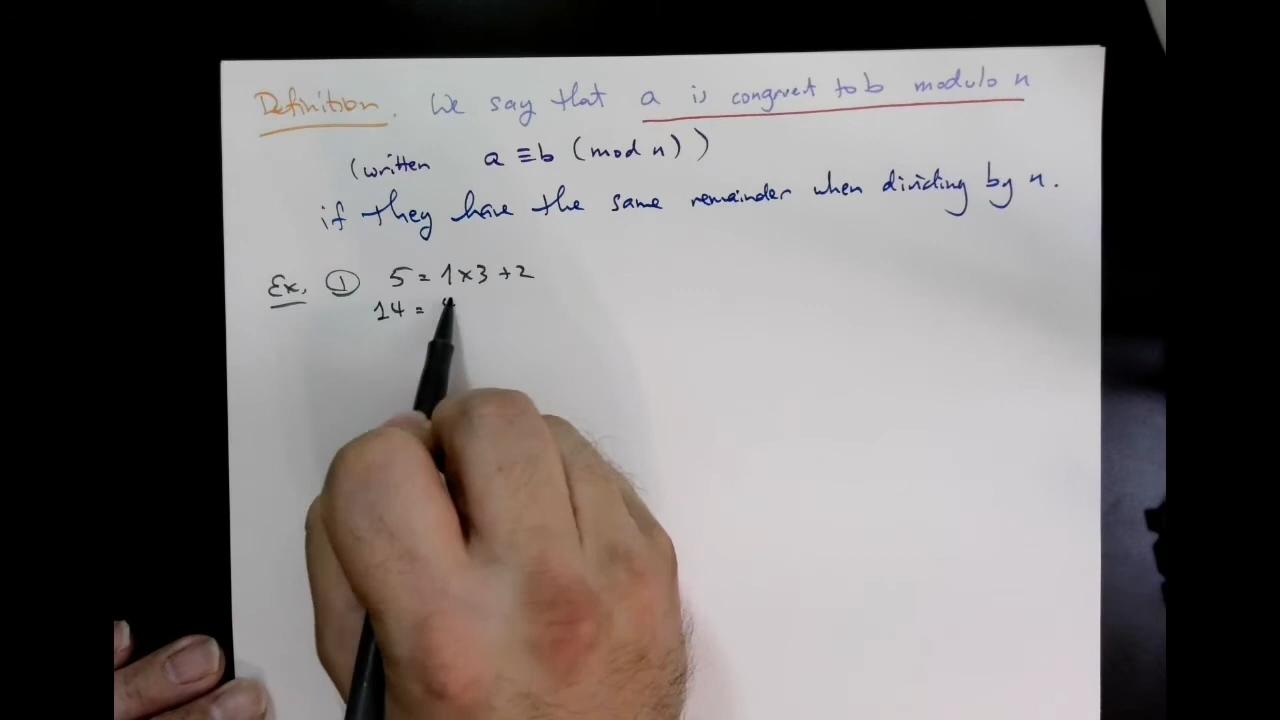 Definition. We say that a is congruent to b modulo n
(written a ≡ b (mod n))
if they have the same remainder when dividing by n.
Ex. ① 5 = 1×3 + 2
14 =